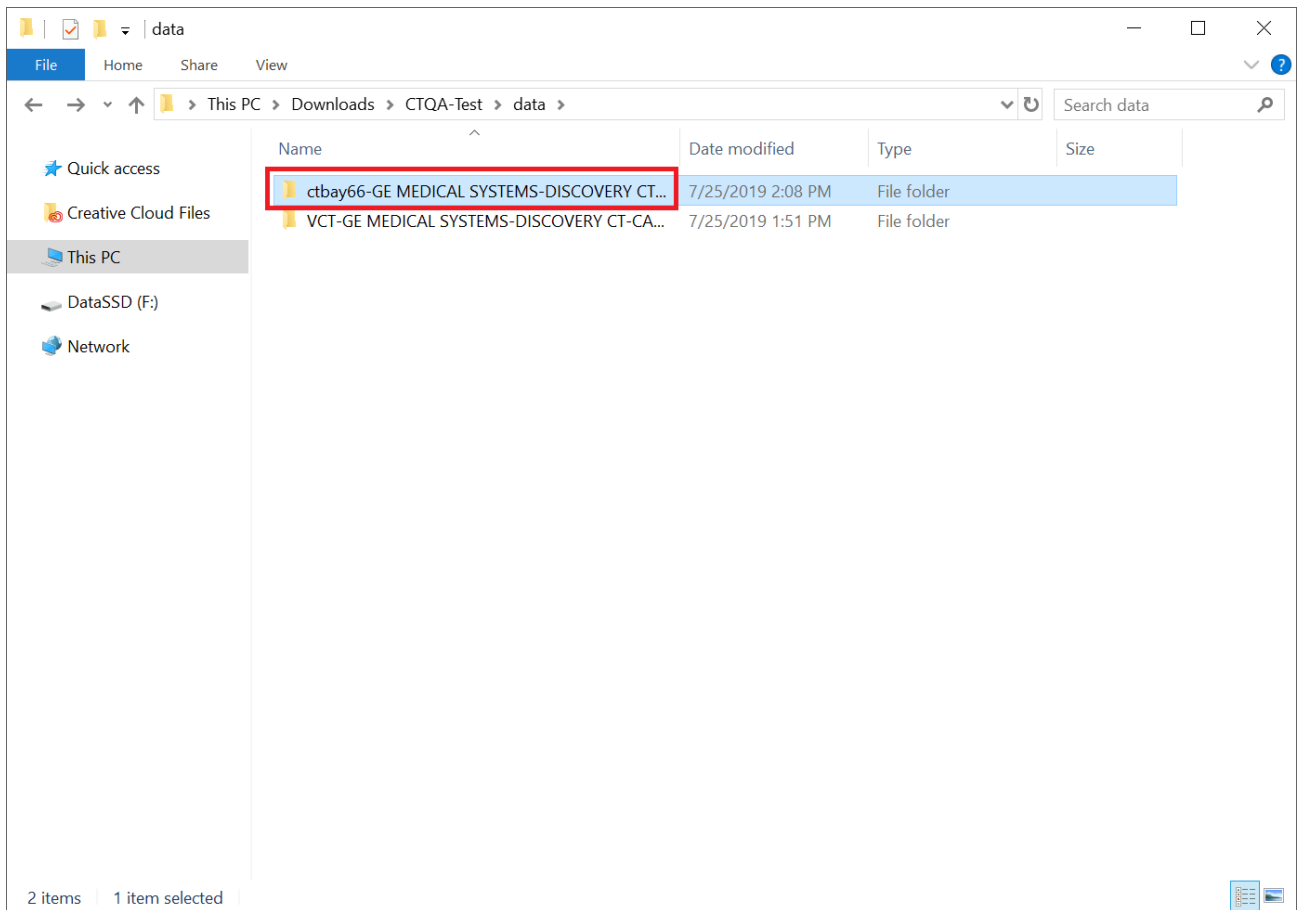 data
File Home Share View
This PC Downloads CTQA-Test data Search data
Name Date modified Type Size
Quick access
ctbay66-GE MEDICAL SYSTEMS-DISCOVERY CT... 7/25/2019 2:08 PM File folder
Creative Cloud Files
VCT-GE MEDICAL SYSTEMS-DISCOVERY CT-CA... 7/25/2019 1:51 PM File folder
This PC
DataSSD (F:)
Network
2 items 1 item selected